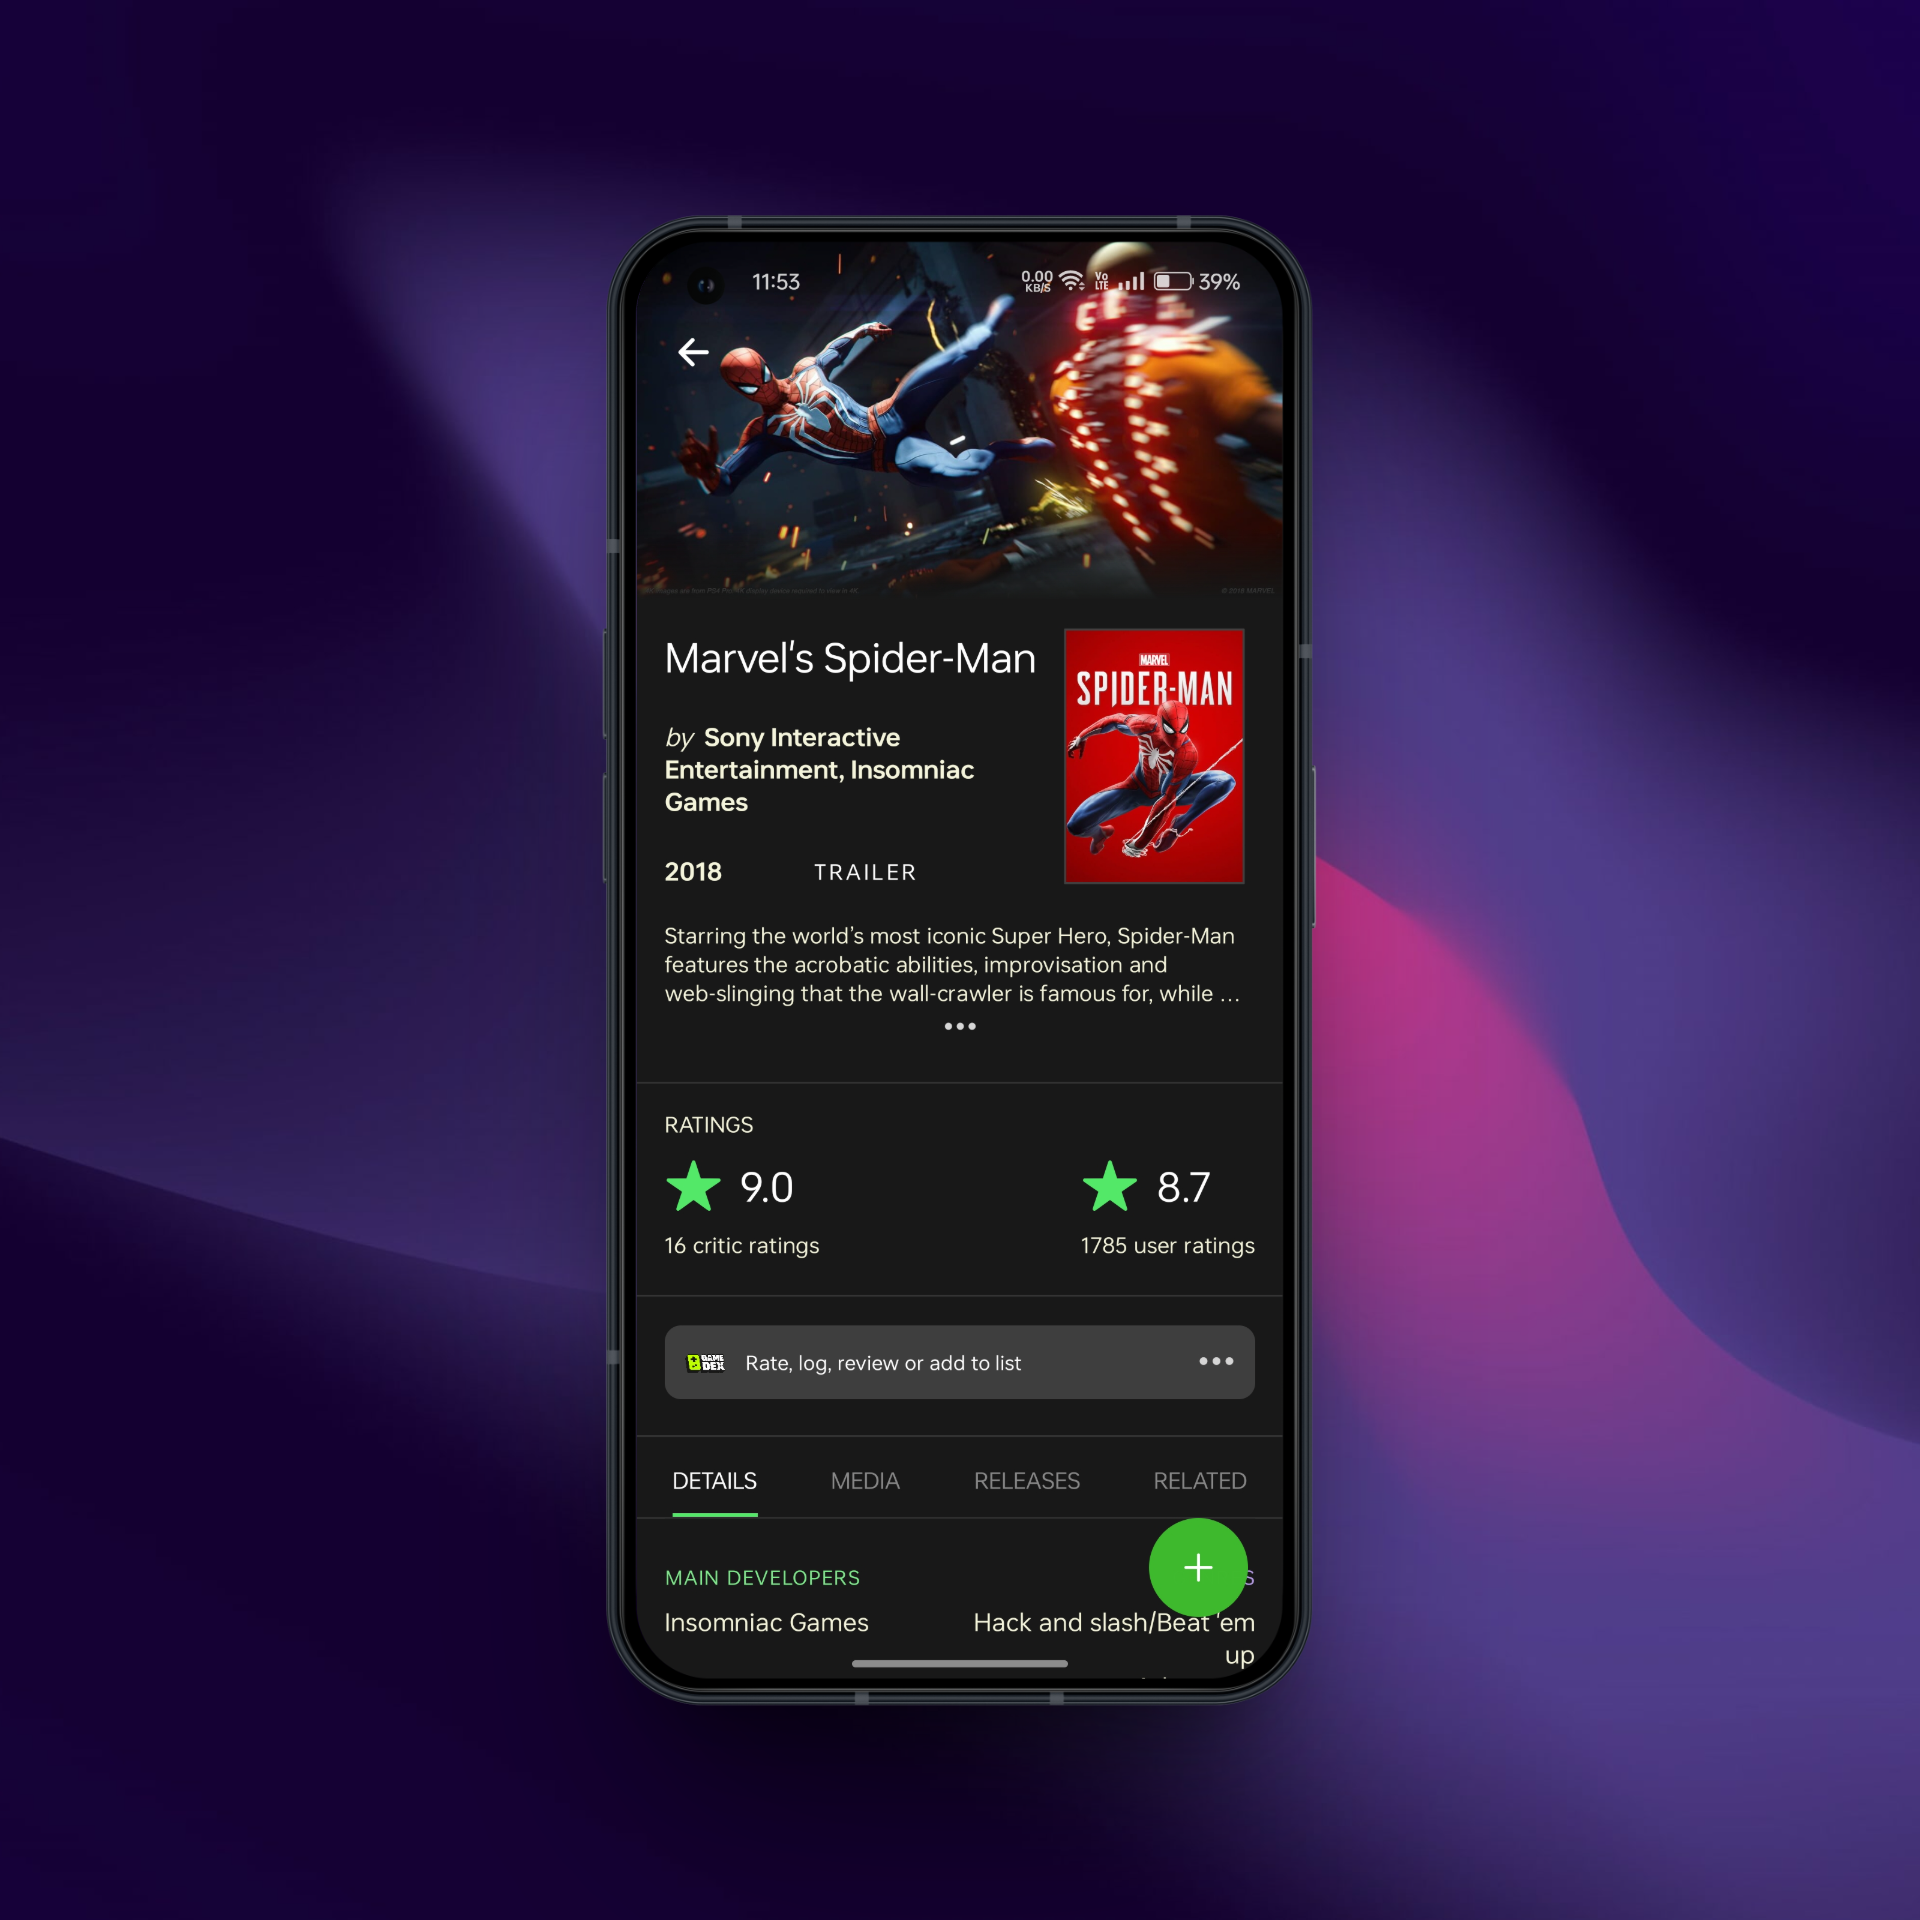 11:53
0.00
KB/S
Vo
LTE
39%
Marvel's Spider-Man
MARVEL
SPIDER-MAN
by Sony Interactive
Entertainment, Insomniac
Games
2018
TRAILER
Starring the world's most iconic Super Hero, Spider-Man
features the acrobatic abilities, improvisation and
web-slinging that the wall-crawler is famous for, while …
RATINGS
9.0
8.7
16 critic ratings
1785 user ratings
GAME
DEX
Rate, log, review or add to list
DETAILS
MEDIA
RELEASES
RELATED
MAIN DEVELOPERS
S
Insomniac Games
Hack and slash/Beat 'em
up